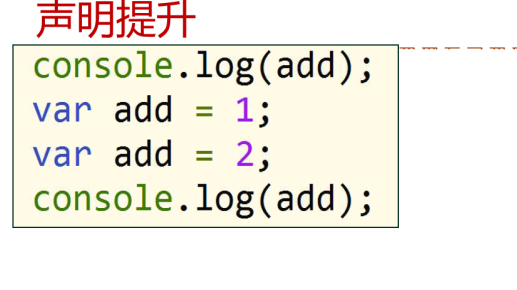 声明提升
console.log(add);
var add = 1;
var add = 2;
console.log(add);